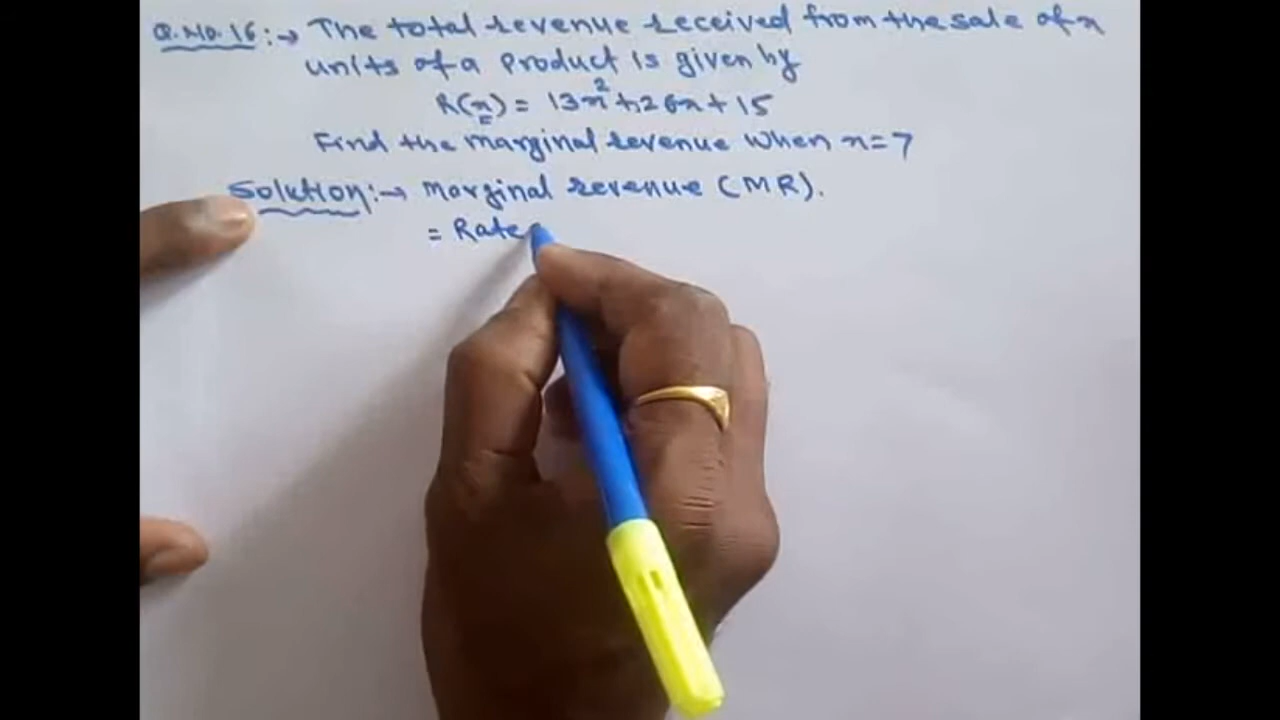 Q.No.16:→ The total revenue received from the sale of x
units of a product is given by
R(x) = 13x² + 26x + 15
Find the marginal revenue when x=7
Solution:→ Marginal revenue (MR).
= Rate